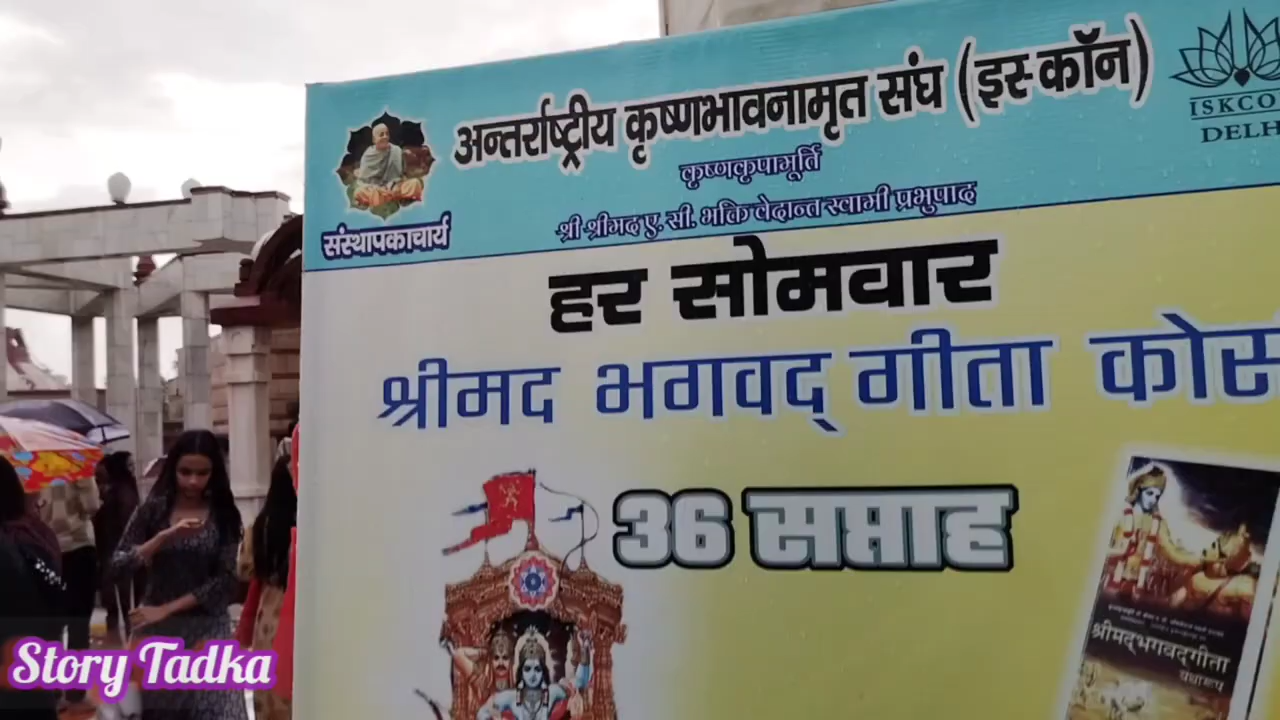 अन्तर्राष्ट्रीय कृष्णभावनामृत संघ (इस्कॉन)
कृष्णकृपामूर्ति
श्री श्रीमद ए. सी. भक्ति वेदान्त स्वामी प्रभुपाद
संस्थापकाचार्य
ISKCO
DELH
हर सोमवार
श्रीमद भगवद् गीता कोर्स
36 सप्ताह
श्रीमद्भगवद्गीता
यथारूप
Story Tadka